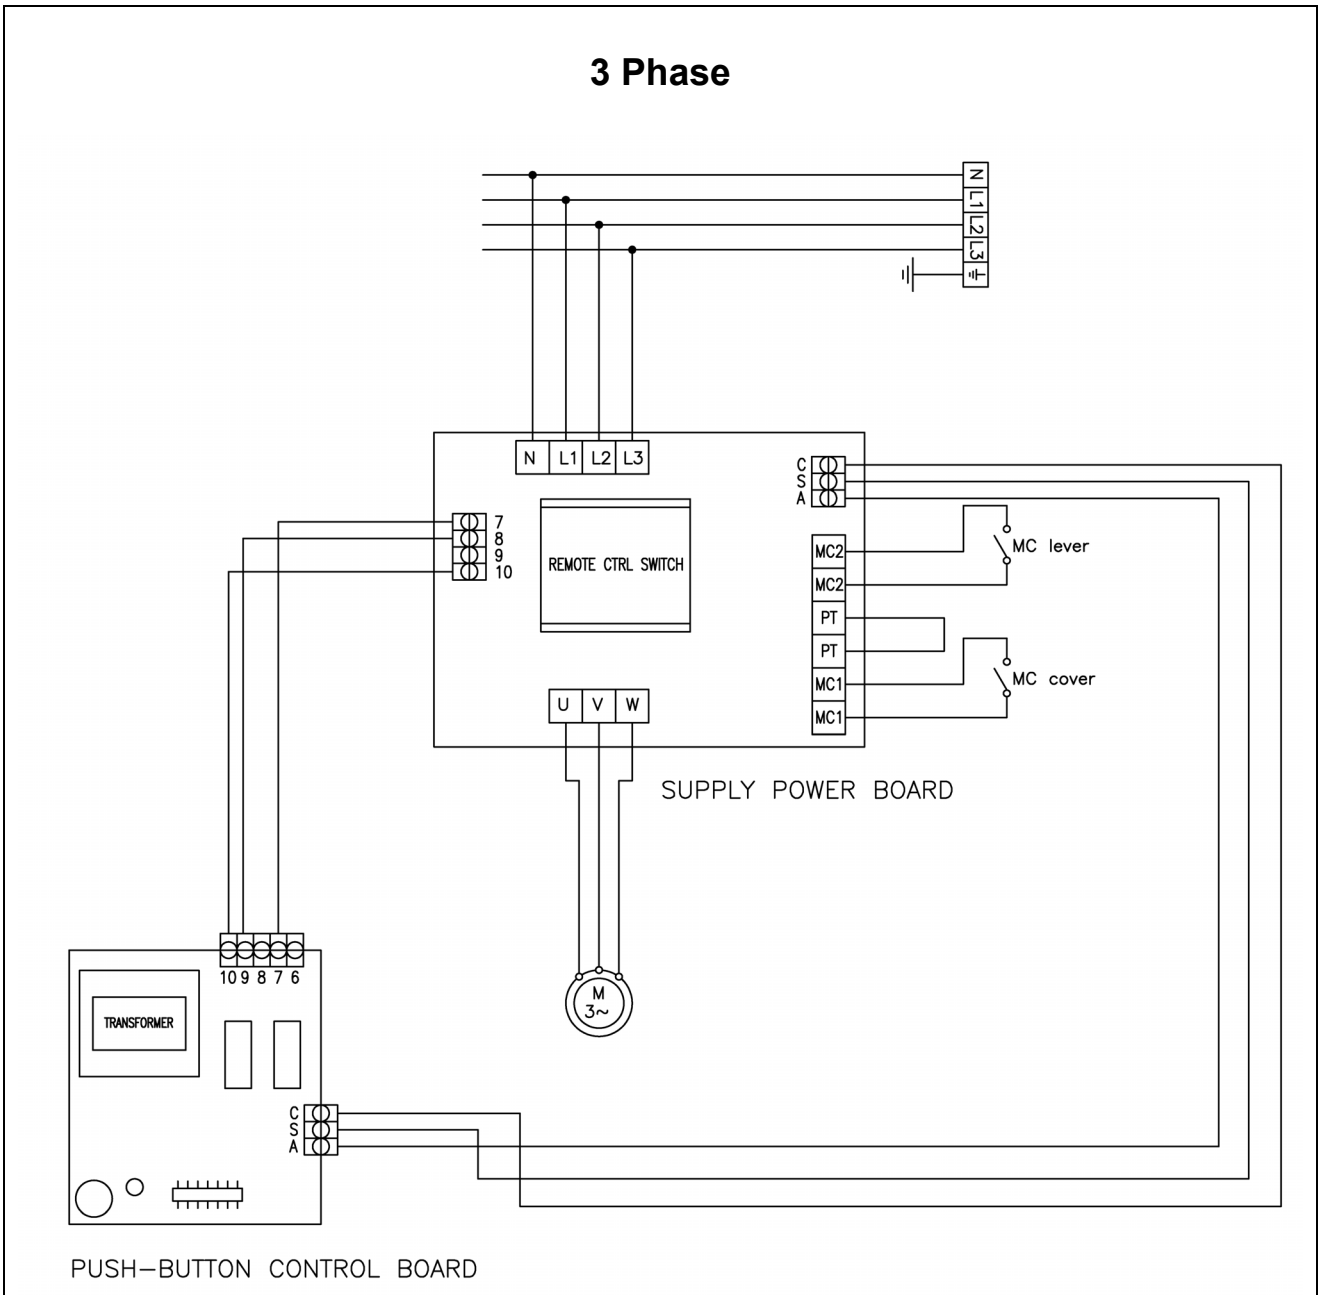 3 Phase
N
L1
L2
L3
N L1 L2 L3
C
S
A
7
8
9
10
REMOTE CTRL SWITCH
MC2
MC lever
MC2
PT
PT
MC1
MC cover
MC1
U V W
SUPPLY POWER BOARD
10 9 8 7 6
M
3~
TRANSFORMER
C
S
A
PUSH-BUTTON CONTROL BOARD